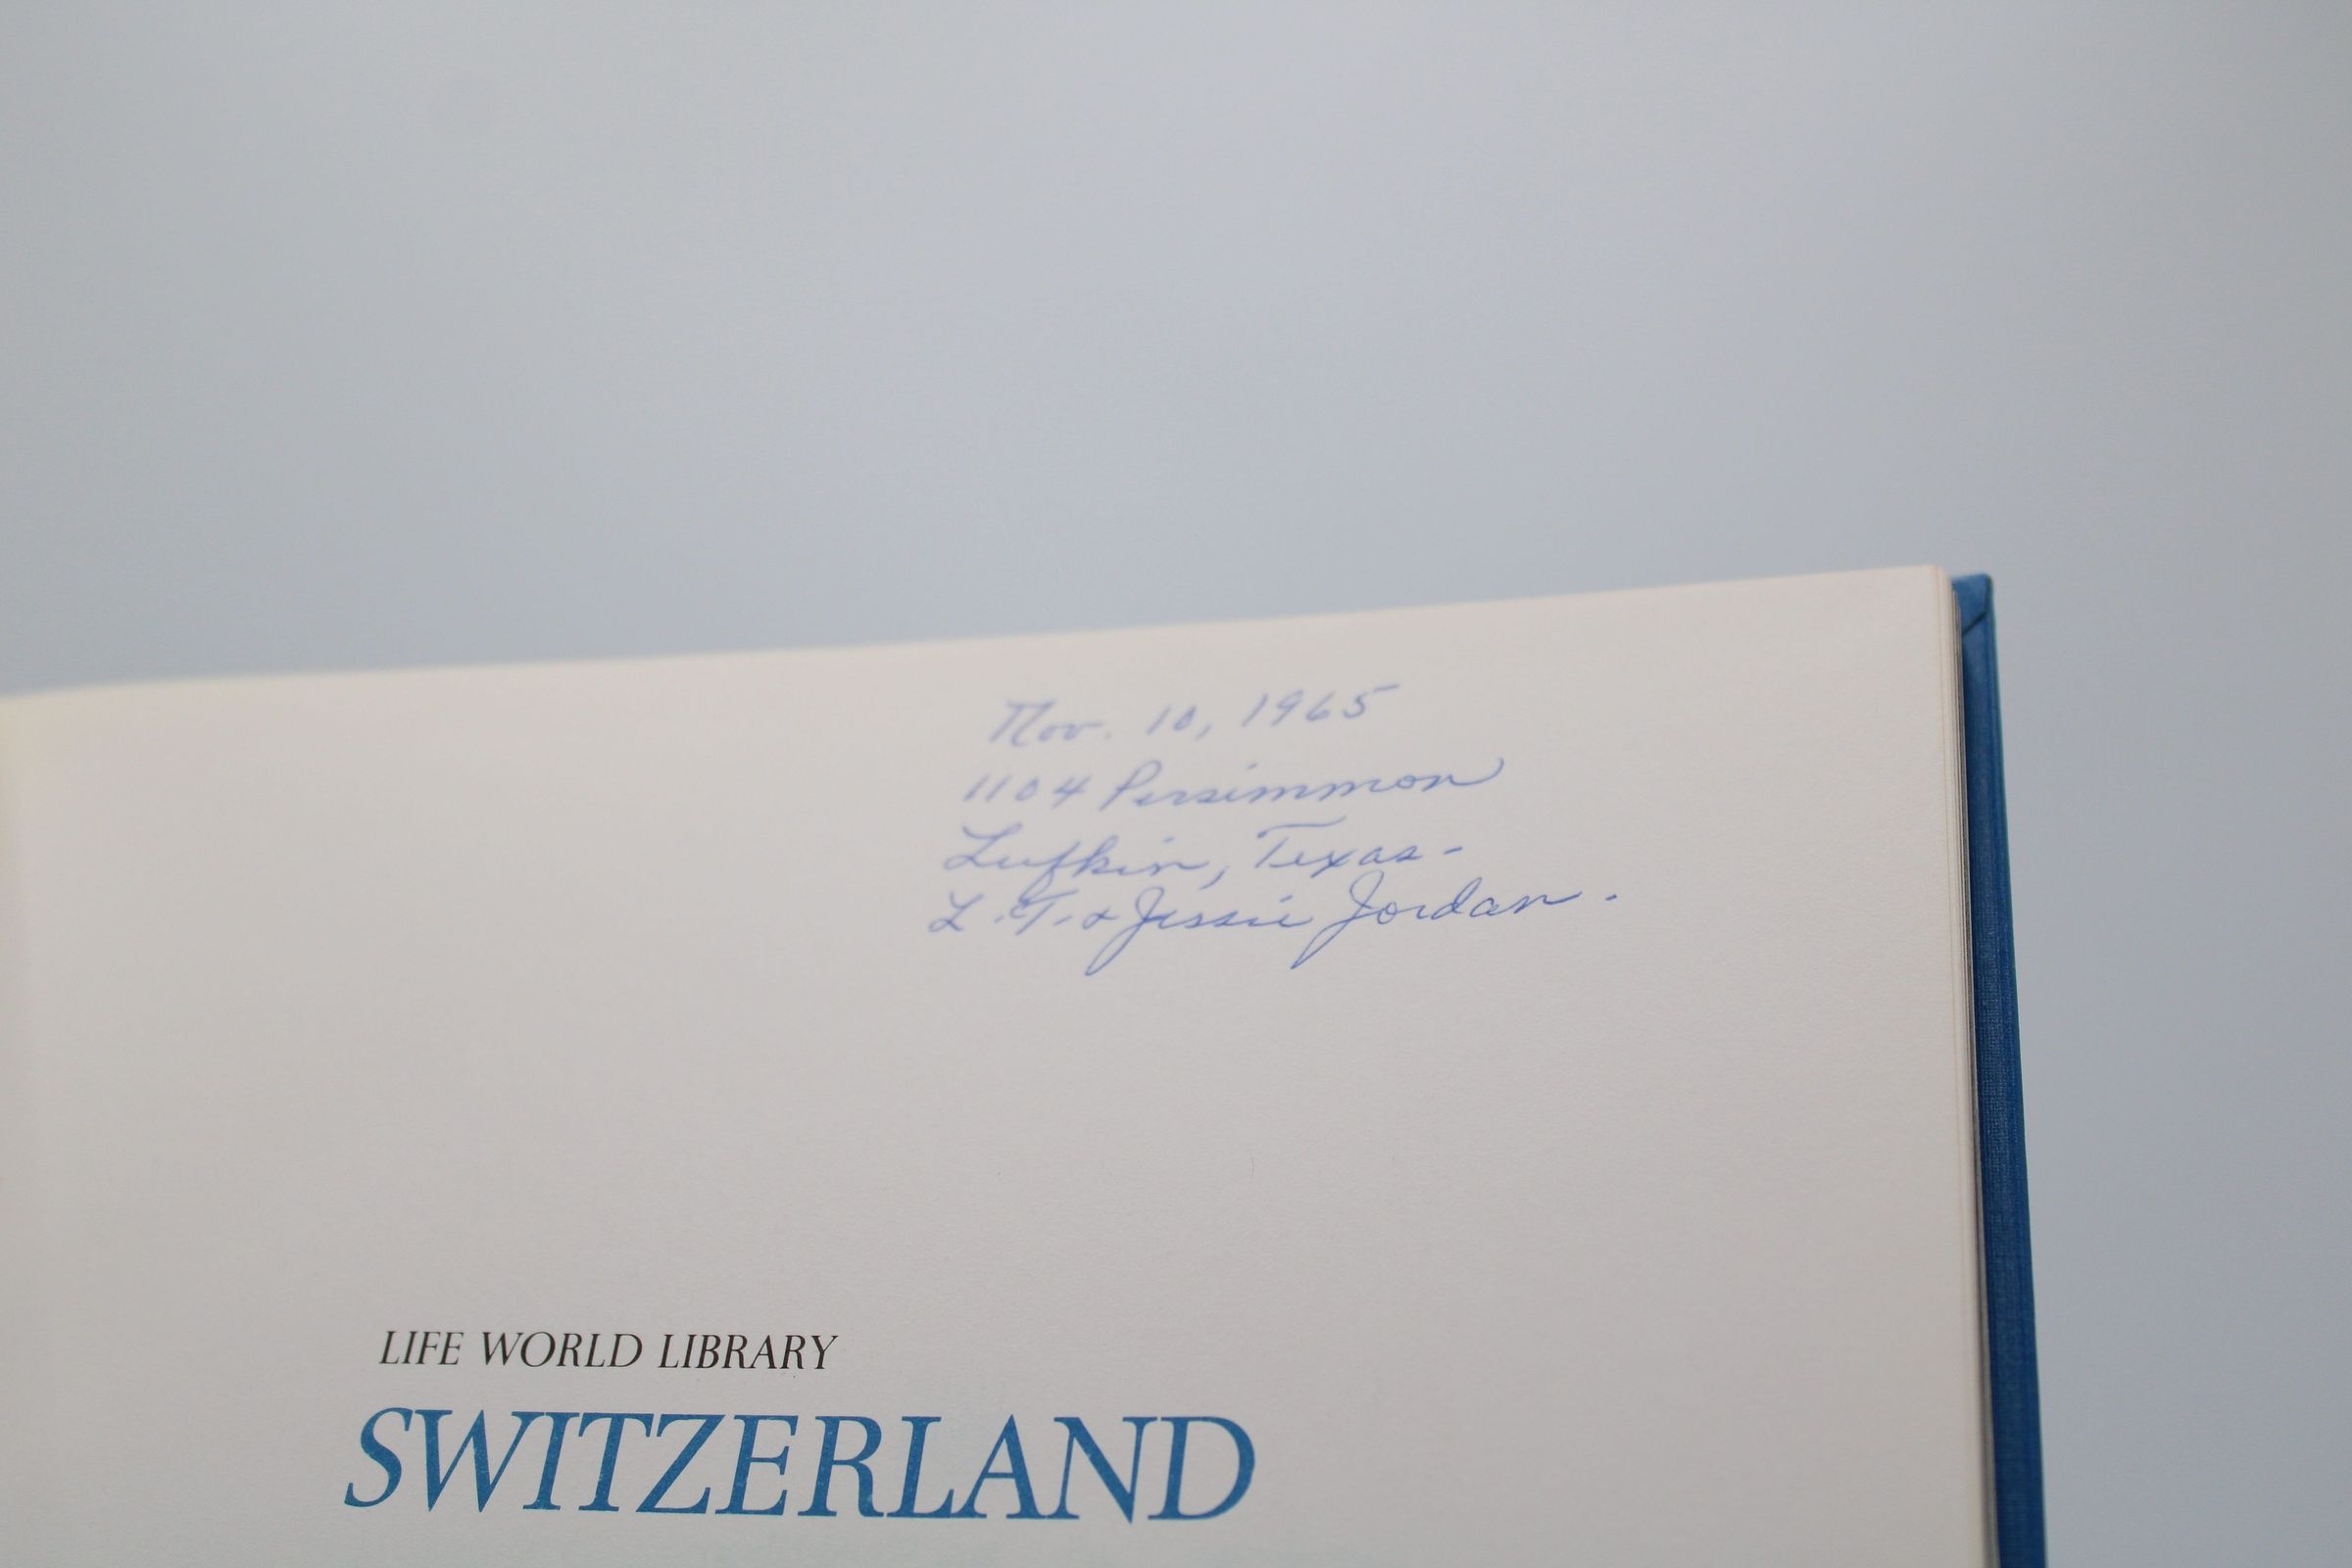 Nov. 10, 1965
1104 Persimmon
Lufkin, Texas-
L.T. & Jessie Jordan.
LIFE WORLD LIBRARY
SWITZERLAND